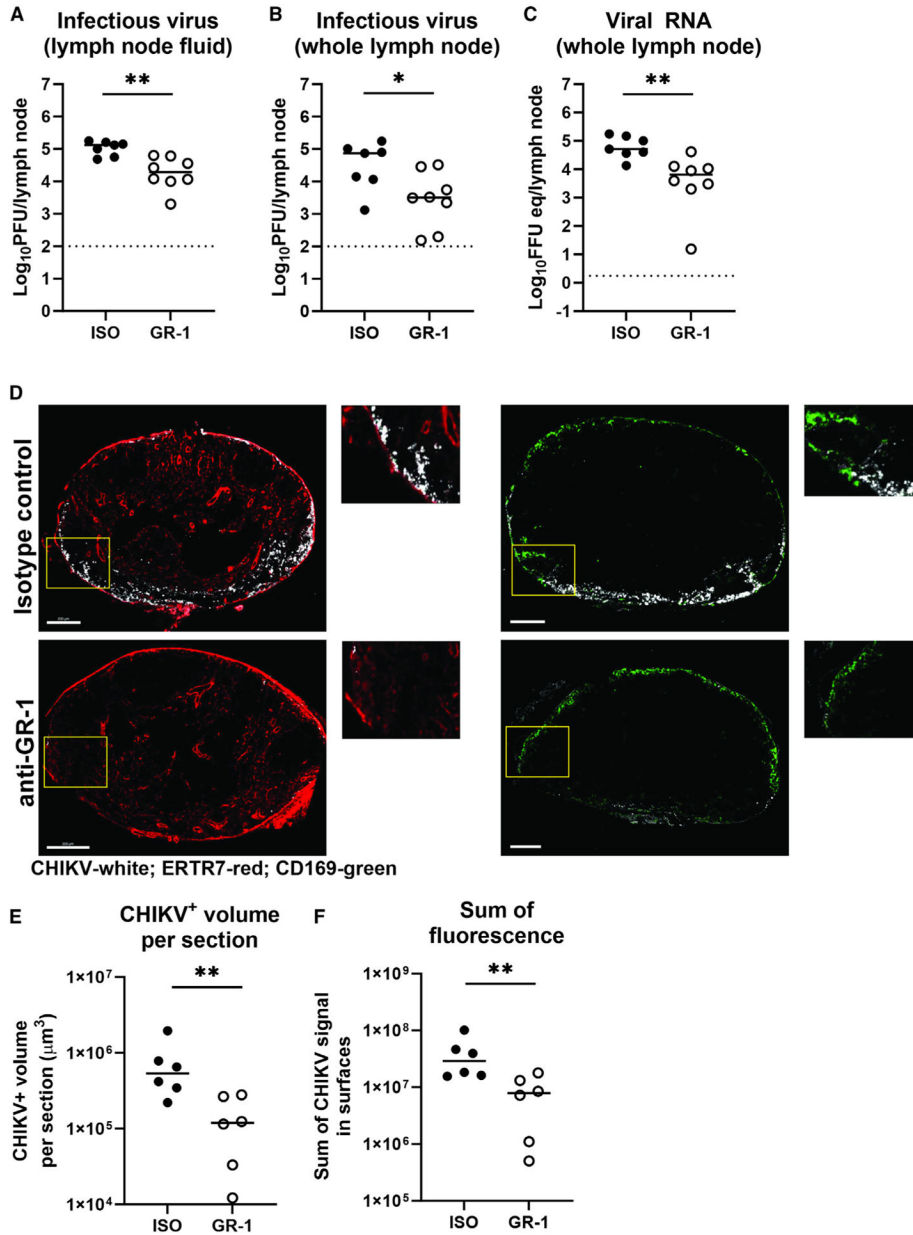 A
Infectious virus
(lymph node fluid)
**
Log10PFU/lymph node
7
6
5
4
3
2
1
0
ISO GR-1
B
Infectious virus
(whole lymph node)
*
Log10PFU/lymph node
7
6
5
4
3
2
1
0
ISO GR-1
C
Viral RNA
(whole lymph node)
**
Log10FFU eq/lymph node
7
6
5
4
3
2
1
0
-1
ISO GR-1
D
Isotype control
anti-GR-1
CHIKV-white; ERTR7-red; CD169-green
E
CHIKV+ volume
per section
**
CHIKV+ volume
per section (μm³)
1×10⁷
1×10⁶
1×10⁵
1×10⁴
ISO GR-1
F
Sum of
fluorescence
**
Sum of CHIKV signal
in surfaces
1×10⁹
1×10⁸
1×10⁷
1×10⁶
1×10⁵
ISO GR-1